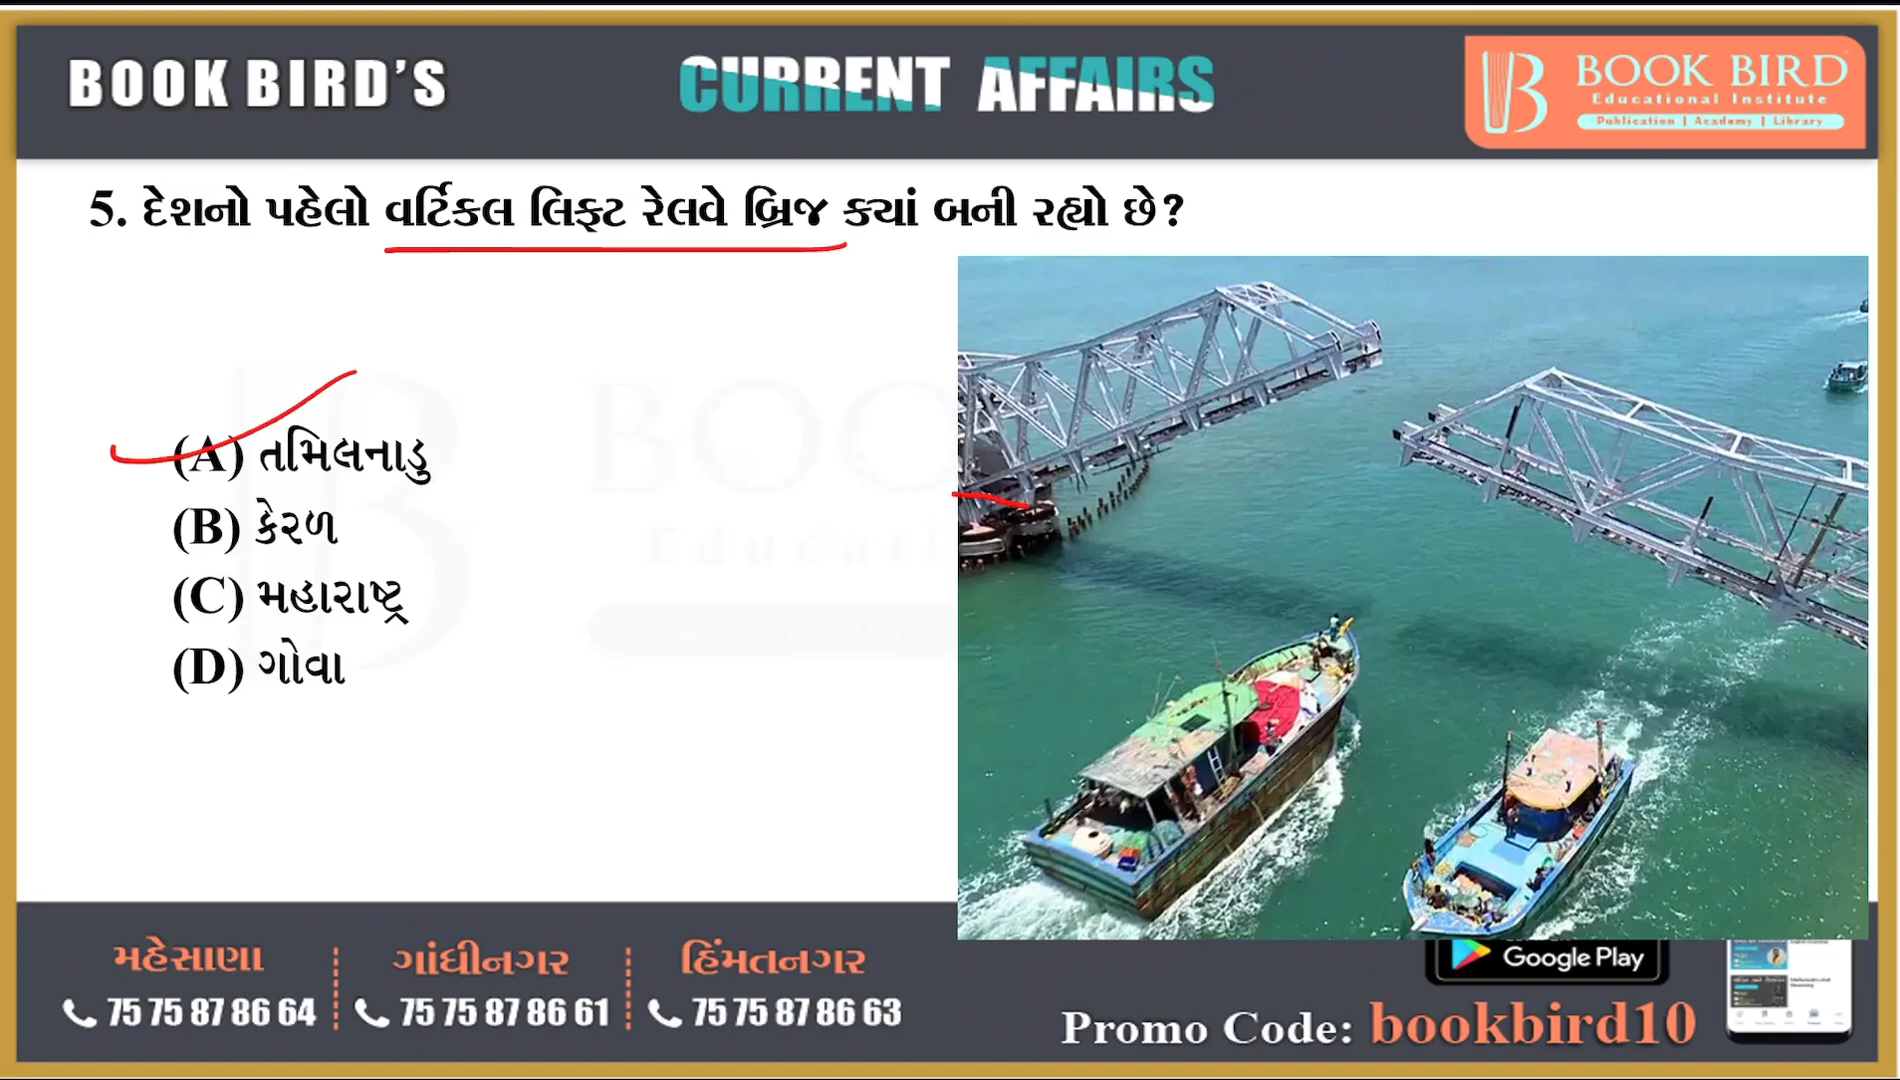 BOOK BIRD'S
CURRENT AFFAIRS
BOOK BIRD
Educational Institute
Publication | Academy | Library
5. દેશનો પહેલો વર્ટિકલ લિફ્ટ રેલવે બ્રિજ ક્યાં બની રહ્યો છે?
(A) તમિલનાડુ
(B) કેરળ
(C) મહારાષ્ટ્ર
(D) ગોવા
મહેસાણા
75 75 87 86 64
ગાંધીનગર
75 75 87 86 61
હિંમતનગર
75 75 87 86 63
Google Play
Promo Code: bookbird10